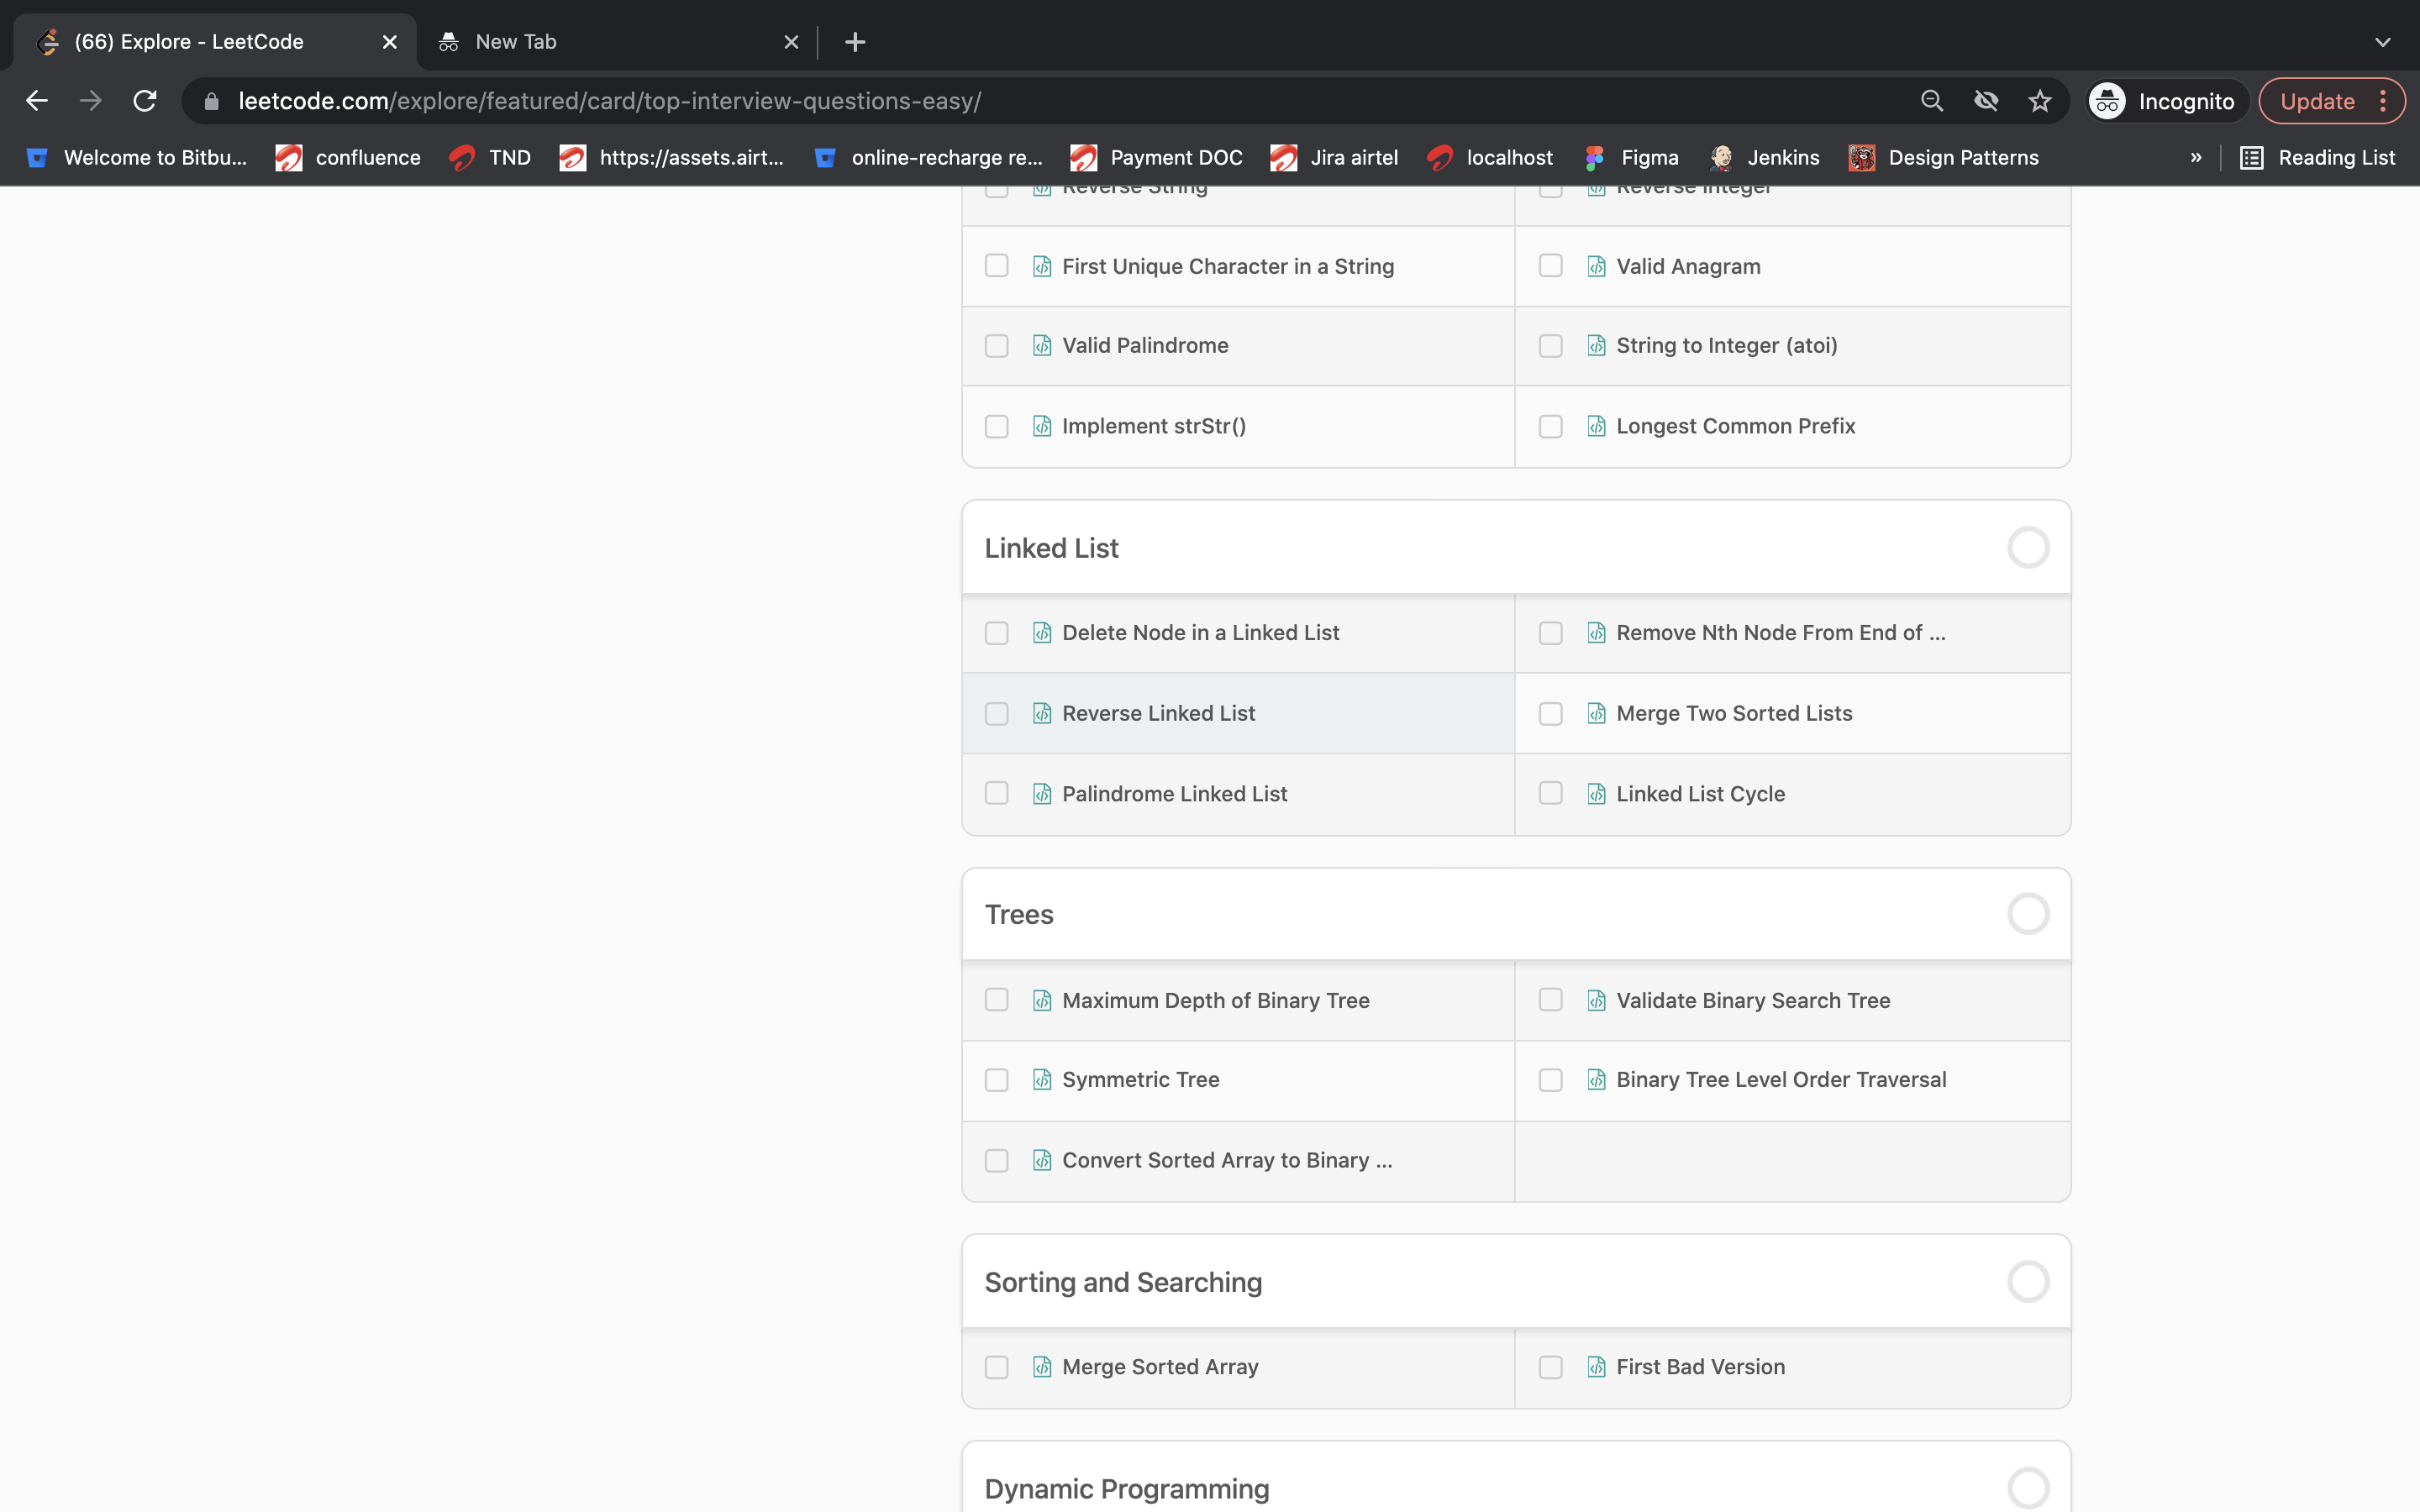 (66) Explore - LeetCode
New Tab
leetcode.com/explore/featured/card/top-interview-questions-easy/
Incognito
Update
Welcome to Bitbu...
confluence
TND
https://assets.airt...
online-recharge re...
Payment DOC
Jira airtel
localhost
Figma
Jenkins
Design Patterns
»
Reading List
Reverse String
Reverse Integer
First Unique Character in a String
Valid Anagram
Valid Palindrome
String to Integer (atoi)
Implement strStr()
Longest Common Prefix
Linked List
Delete Node in a Linked List
Remove Nth Node From End of ...
Reverse Linked List
Merge Two Sorted Lists
Palindrome Linked List
Linked List Cycle
Trees
Maximum Depth of Binary Tree
Validate Binary Search Tree
Symmetric Tree
Binary Tree Level Order Traversal
Convert Sorted Array to Binary ...
Sorting and Searching
Merge Sorted Array
First Bad Version
Dynamic Programming